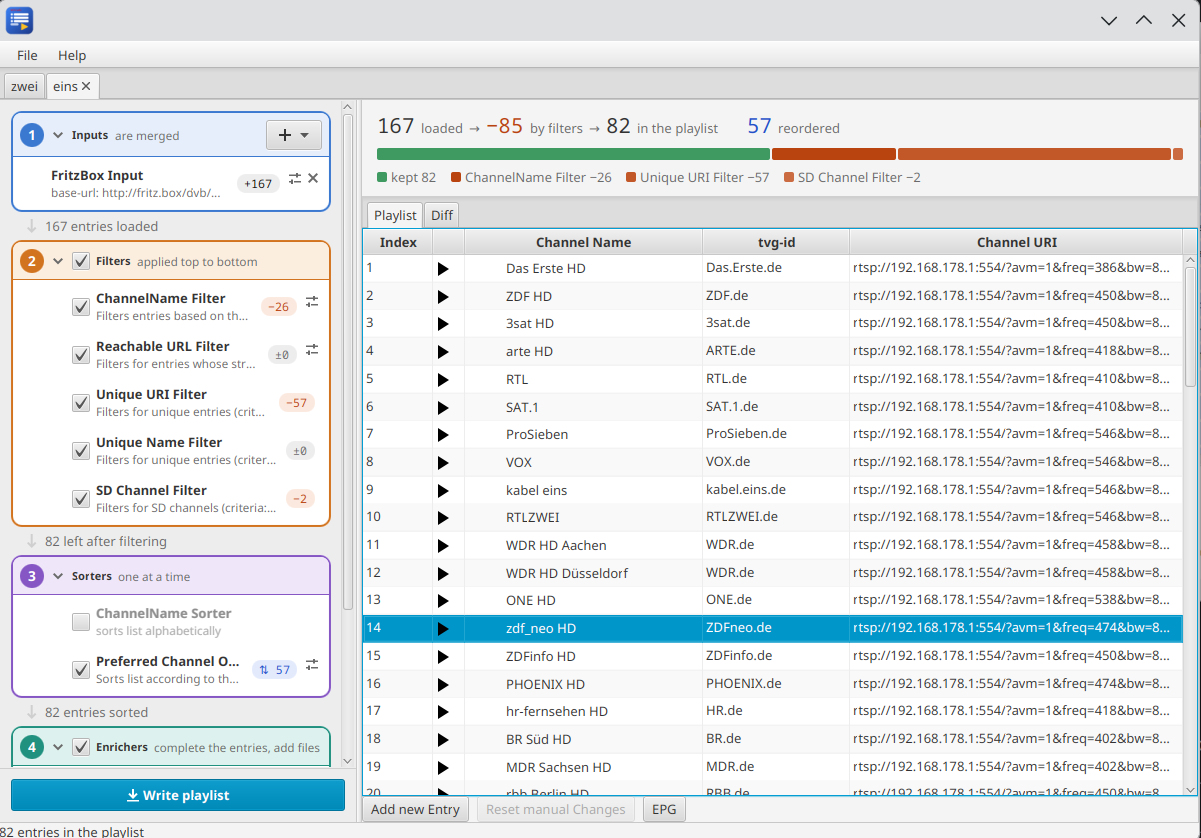 File Help
zwei eins
1 Inputs are merged
FritzBox Input
base-url: http://fritz.box/dvb/... +167
167 entries loaded
2 Filters applied top to bottom
ChannelName Filter
Filters entries based on th... −26
Reachable URL Filter
Filters for entries whose str... ±0
Unique URI Filter
Filters for unique entries (crit... −57
Unique Name Filter
Filters for unique entries (criter... ±0
SD Channel Filter
Filters for SD channels (criteria:... −2
82 left after filtering
3 Sorters one at a time
ChannelName Sorter
sorts list alphabetically
Preferred Channel O...
Sorts list according to th... ⇅ 57
82 entries sorted
4 Enrichers complete the entries, add files
Write playlist
167 loaded → −85 by filters → 82 in the playlist 57 reordered
kept 82 ChannelName Filter −26 Unique URI Filter −57 SD Channel Filter −2
Playlist Diff
Index Channel Name tvg-id Channel URI
1 Das Erste HD Das.Erste.de rtsp://192.168.178.1:554/?avm=1&freq=386&bw=8...
2 ZDF HD ZDF.de rtsp://192.168.178.1:554/?avm=1&freq=450&bw=8...
3 3sat HD 3sat.de rtsp://192.168.178.1:554/?avm=1&freq=450&bw=8...
4 arte HD ARTE.de rtsp://192.168.178.1:554/?avm=1&freq=418&bw=8...
5 RTL RTL.de rtsp://192.168.178.1:554/?avm=1&freq=410&bw=8...
6 SAT.1 SAT.1.de rtsp://192.168.178.1:554/?avm=1&freq=410&bw=8...
7 ProSieben ProSieben.de rtsp://192.168.178.1:554/?avm=1&freq=546&bw=8...
8 VOX VOX.de rtsp://192.168.178.1:554/?avm=1&freq=546&bw=8...
9 kabel eins kabel.eins.de rtsp://192.168.178.1:554/?avm=1&freq=546&bw=8...
10 RTLZWEI RTLZWEI.de rtsp://192.168.178.1:554/?avm=1&freq=546&bw=8...
11 WDR HD Aachen WDR.de rtsp://192.168.178.1:554/?avm=1&freq=458&bw=8...
12 WDR HD Düsseldorf WDR.de rtsp://192.168.178.1:554/?avm=1&freq=458&bw=8...
13 ONE HD ONE.de rtsp://192.168.178.1:554/?avm=1&freq=538&bw=8...
14 zdf_neo HD ZDFneo.de rtsp://192.168.178.1:554/?avm=1&freq=474&bw=8...
15 ZDFinfo HD ZDFinfo.de rtsp://192.168.178.1:554/?avm=1&freq=450&bw=8...
16 PHOENIX HD PHOENIX.de rtsp://192.168.178.1:554/?avm=1&freq=474&bw=8...
17 hr-fernsehen HD HR.de rtsp://192.168.178.1:554/?avm=1&freq=418&bw=8...
18 BR Süd HD BR.de rtsp://192.168.178.1:554/?avm=1&freq=402&bw=8...
19 MDR Sachsen HD MDR.de rtsp://192.168.178.1:554/?avm=1&freq=402&bw=8...
20 rbb Berlin HD RBB.de
Add new Entry Reset manual Changes EPG
82 entries in the playlist